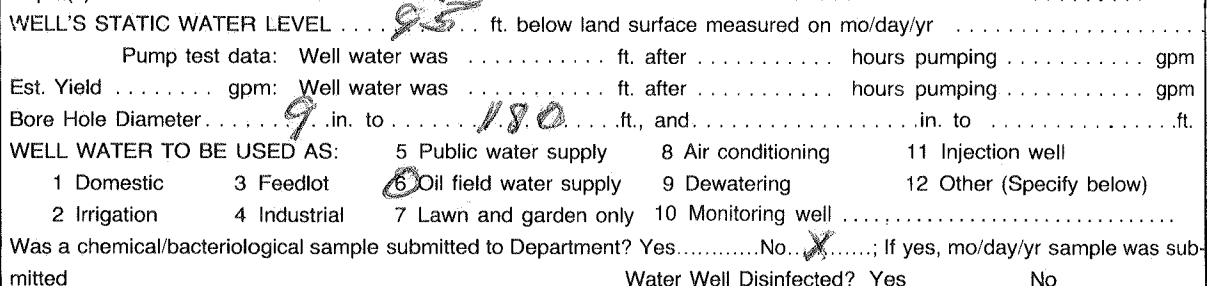 WELL'S STATIC WATER LEVEL .... 95 .. ft. below land surface measured on mo/day/yr ..................
Pump test data: Well water was ............ ft. after ........... hours pumping ........... gpm
Est. Yield ........ gpm: Well water was ............ ft. after ........... hours pumping ........... gpm
Bore Hole Diameter ...... 9 ..in. to ....... 180 .....ft., and....................in. to .................ft.
WELL WATER TO BE USED AS: 5 Public water supply 8 Air conditioning 11 Injection well
1 Domestic 3 Feedlot 6 Oil field water supply 9 Dewatering 12 Other (Specify below)
2 Irrigation 4 Industrial 7 Lawn and garden only 10 Monitoring well ...............................
Was a chemical/bacteriological sample submitted to Department? Yes............No.. X ......; If yes, mo/day/yr sample was sub-
mitted Water Well Disinfected? Yes No